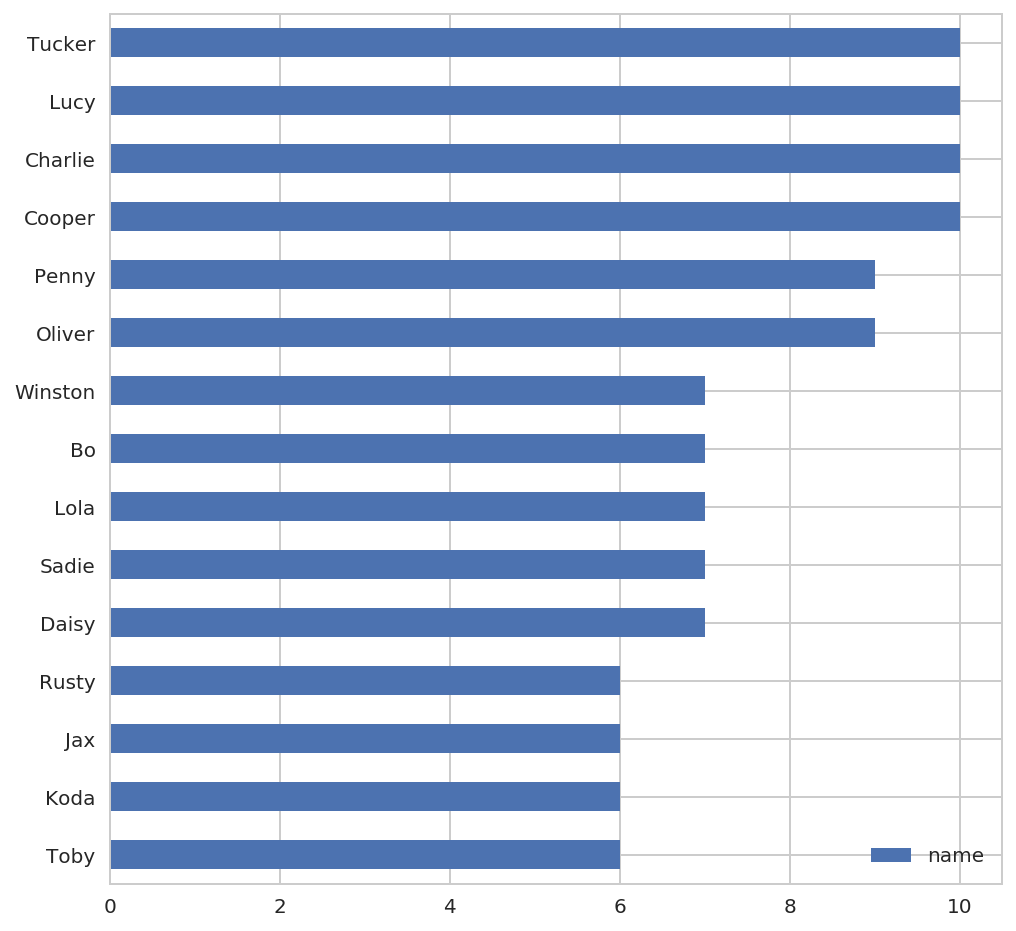 Tucker
Lucy
Charlie
Cooper
Penny
Oliver
Winston
Bo
Lola
Sadie
Daisy
Rusty
Jax
Koda
Toby
name
0 2 4 6 8 10